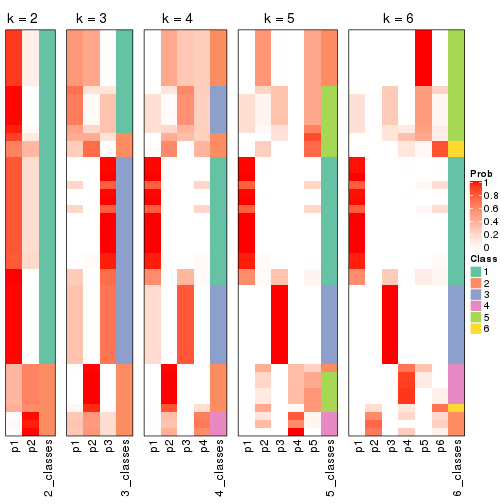 k = 2
k = 3
k = 4
k = 5
k = 6
Prob
1
0.8
0.6
0.4
0.2
0
Class
1
2
3
4
5
6
p1
p2
2_classes
p1
p2
p3
3_classes
p1
p2
p3
p4
4_classes
p1
p2
p3
p4
p5
5_classes
p1
p2
p3
p4
p5
p6
6_classes